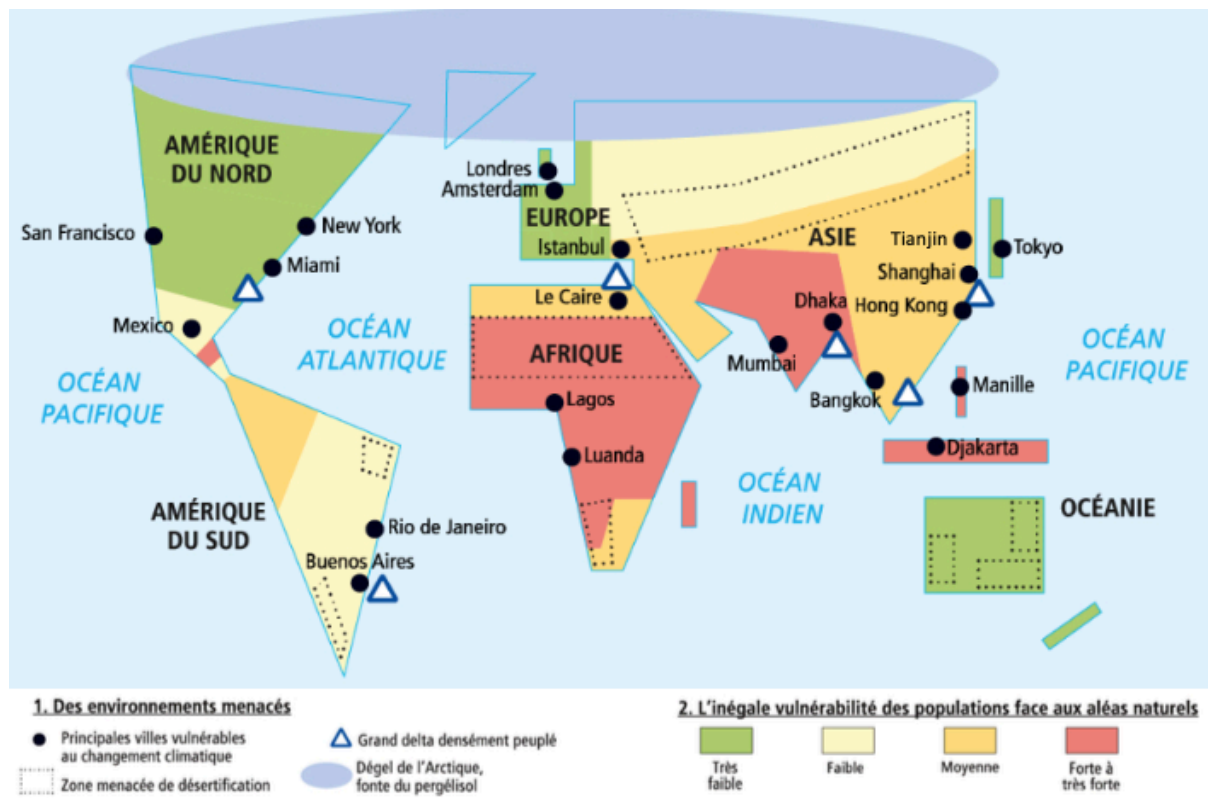 AMÉRIQUE
DU NORD
Londres
Amsterdam
EUROPE
San Francisco
New York
Istanbul
ASIE
Tianjin
Tokyo
Miami
Shanghai
Le Caire
Dhaka
Hong Kong
Mexico
OCÉAN
ATLANTIQUE
AFRIQUE
Mumbai
OCÉAN
PACIFIQUE
OCÉAN
PACIFIQUE
Bangkok
Manille
Lagos
Luanda
Djakarta
OCÉAN
INDIEN
AMÉRIQUE
DU SUD
OCÉANIE
Rio de Janeiro
Buenos Aires
1. Des environnements menacés
Principales villes vulnérables
au changement climatique
Zone menacée de désertification
Grand delta densément peuplé
Dégel de l'Arctique,
fonte du pergélisol
2. L'inégale vulnérabilité des populations face aux aléas naturels
Très
faible
Faible
Moyenne
Forte à
très forte